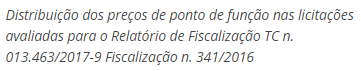 Distribuição dos preços de ponto de função nas licitações
avaliadas para o Relatório de Fiscalização TC n.
013.463/2017-9 Fiscalização n. 341/2016